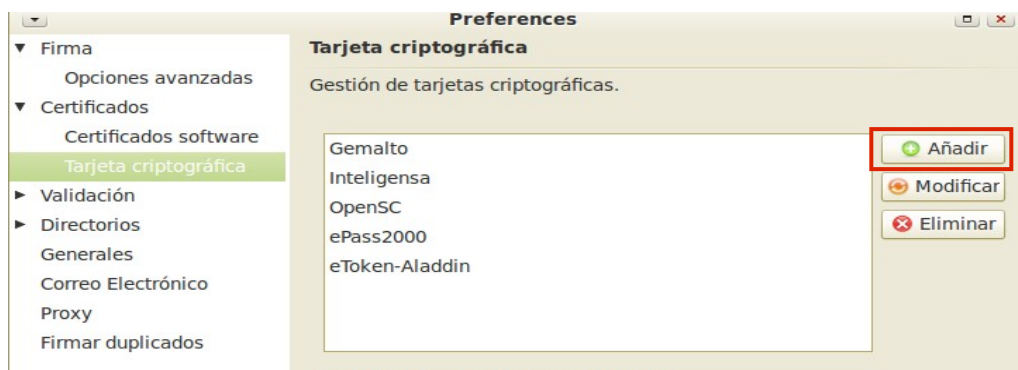 Preferences
Firma
Opciones avanzadas
Certificados
Certificados software
Tarjeta criptográfica
Validación
Directorios
Generales
Correo Electrónico
Proxy
Firmar duplicados
Tarjeta criptográfica
Gestión de tarjetas criptográficas.
Gemalto
Inteligensa
OpenSC
ePass2000
eToken-Aladdin
Añadir
Modificar
Eliminar